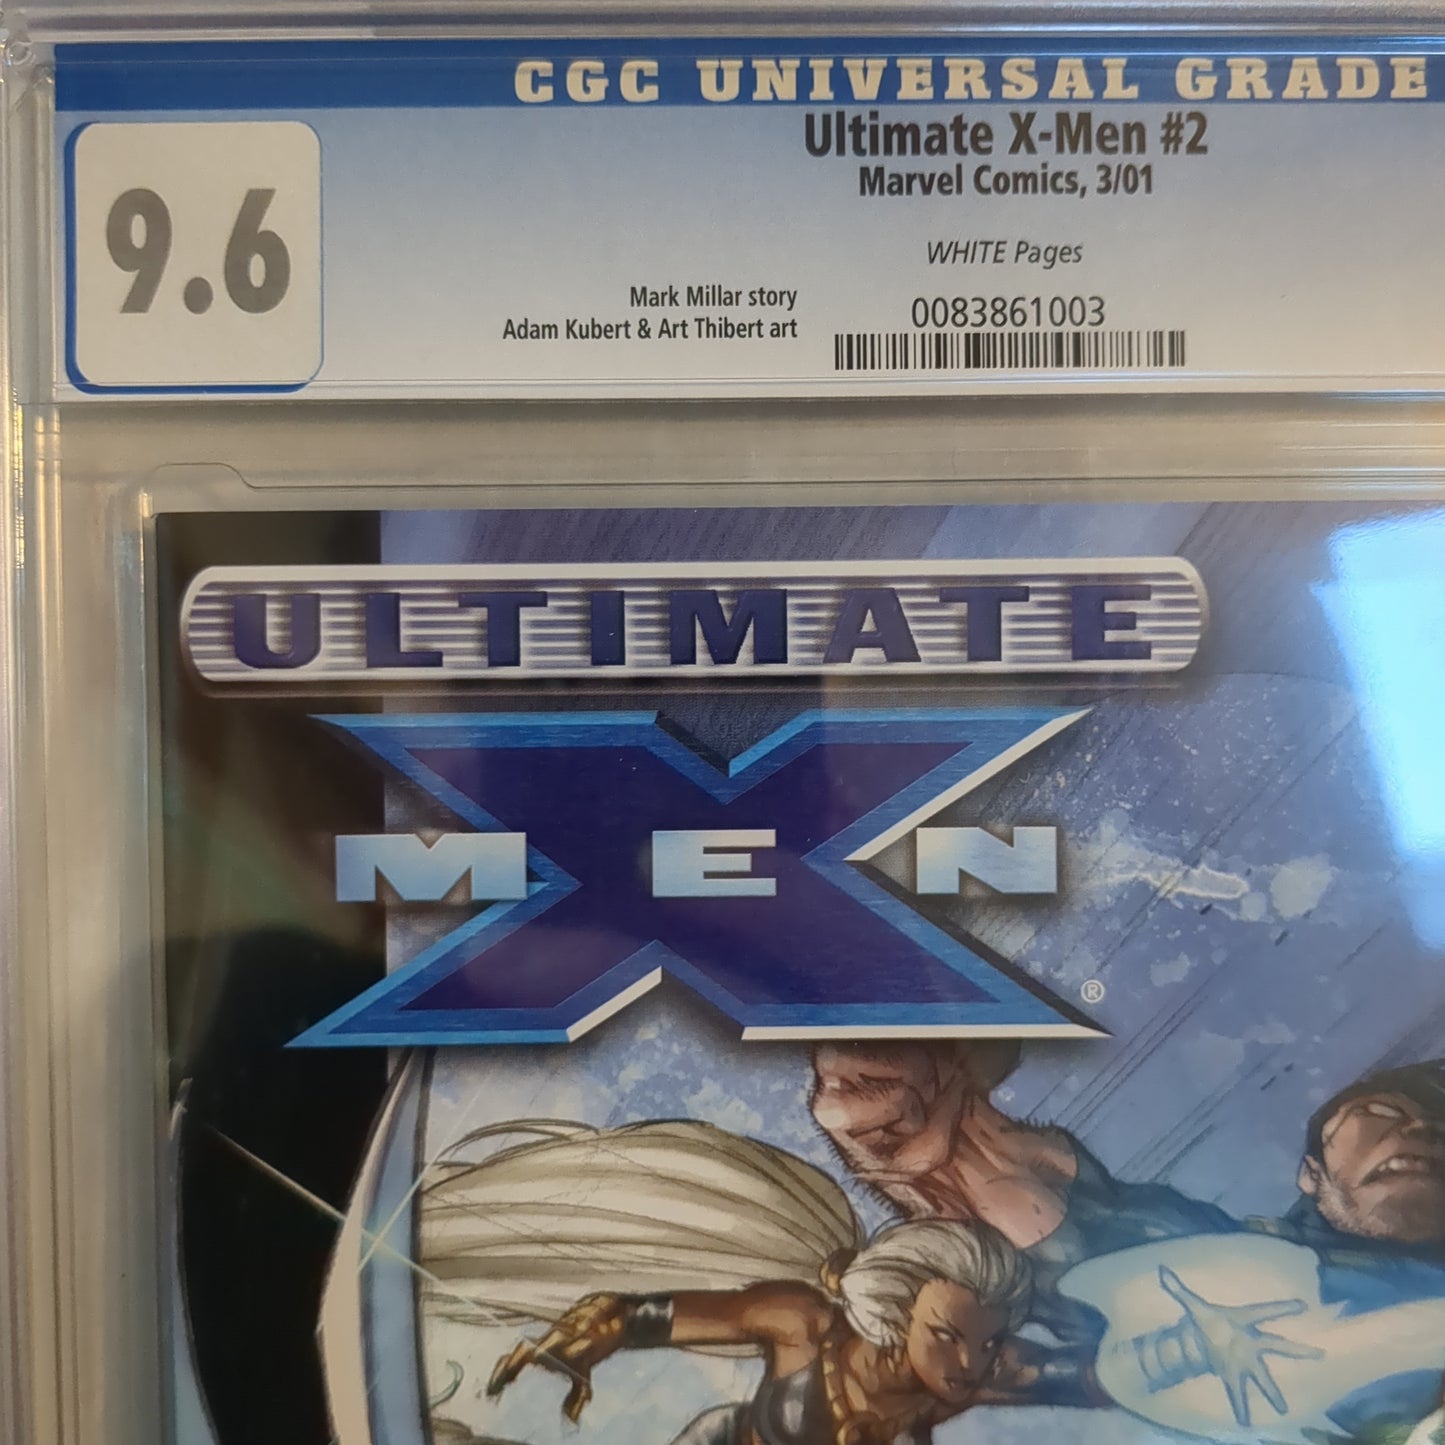 CGC UNIVERSAL GRADE
9.6
Ultimate X-Men #2
Marvel Comics, 3/01
WHITE Pages
Mark Millar story
Adam Kubert & Art Thibert art
0083861003
ULTIMATE
X
MEN
®